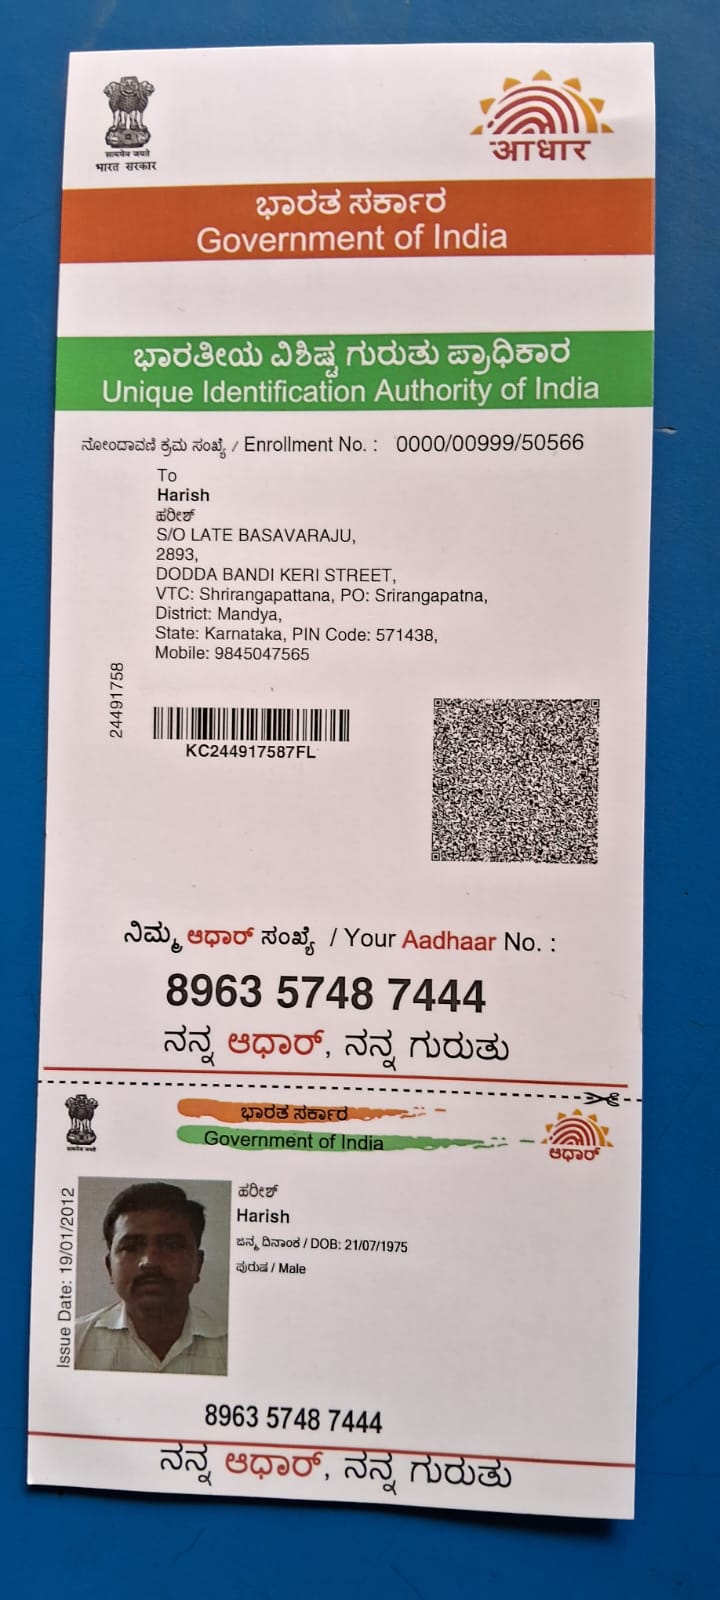 सत्यमेव जयते
भारत सरकार
आधार
ಭಾರತ ಸರ್ಕಾರ
Government of India
ಭಾರತೀಯ ವಿಶಿಷ್ಟ ಗುರುತು ಪ್ರಾಧಿಕಾರ
Unique Identification Authority of India
ನೋಂದಾವಣಿ ಕ್ರಮ ಸಂಖ್ಯೆ / Enrollment No. : 0000/00999/50566
To
Harish
ಹರೀಶ್
S/O LATE BASAVARAJU,
2893,
DODDA BANDI KERI STREET,
VTC: Shrirangapattana, PO: Srirangapatna,
District: Mandya,
State: Karnataka, PIN Code: 571438,
Mobile: 9845047565
24491758
KC244917587FL
ನಿಮ್ಮ ಆಧಾರ್ ಸಂಖ್ಯೆ / Your Aadhaar No. :
8963 5748 7444
ನನ್ನ ಆಧಾರ್, ನನ್ನ ಗುರುತು
ಭಾರತ ಸರ್ಕಾರ
Government of India
सत्यमेव जयते
ಆಧಾರ್
Issue Date: 19/01/2012
ಹರೀಶ್
Harish
ಜನ್ಮ ದಿನಾಂಕ / DOB: 21/07/1975
ಪುರುಷ / Male
8963 5748 7444
ನನ್ನ ಆಧಾರ್, ನನ್ನ ಗುರುತು